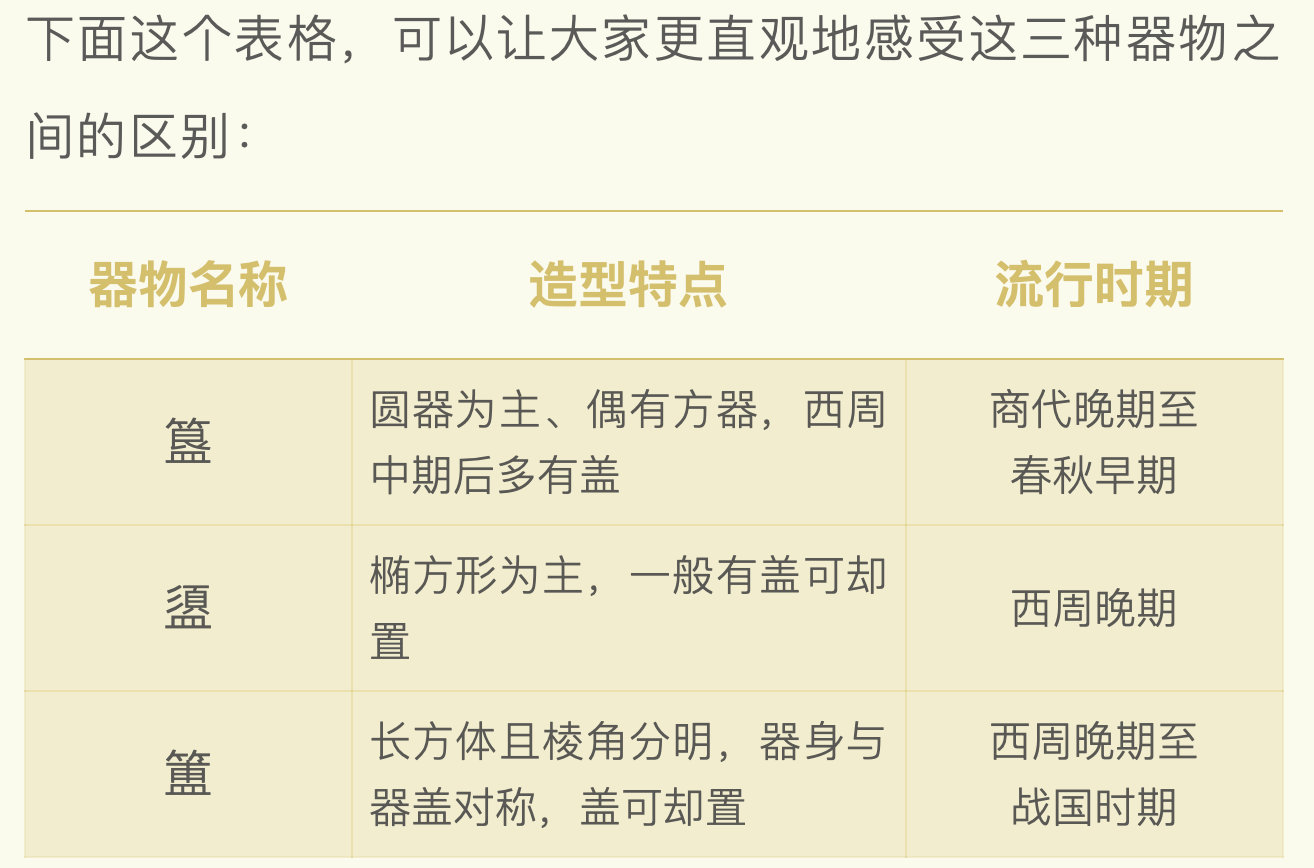 下面这个表格，可以让大家更直观地感受这三种器物之
间的区别：
器物名称 造型特点 流行时期
簋
圆器为主、偶有方器，西周
中期后多有盖
商代晚期至
春秋早期
盨
椭方形为主，一般有盖可却
置
西周晚期
簠
长方体且棱角分明，器身与
器盖对称，盖可却置
西周晚期至
战国时期